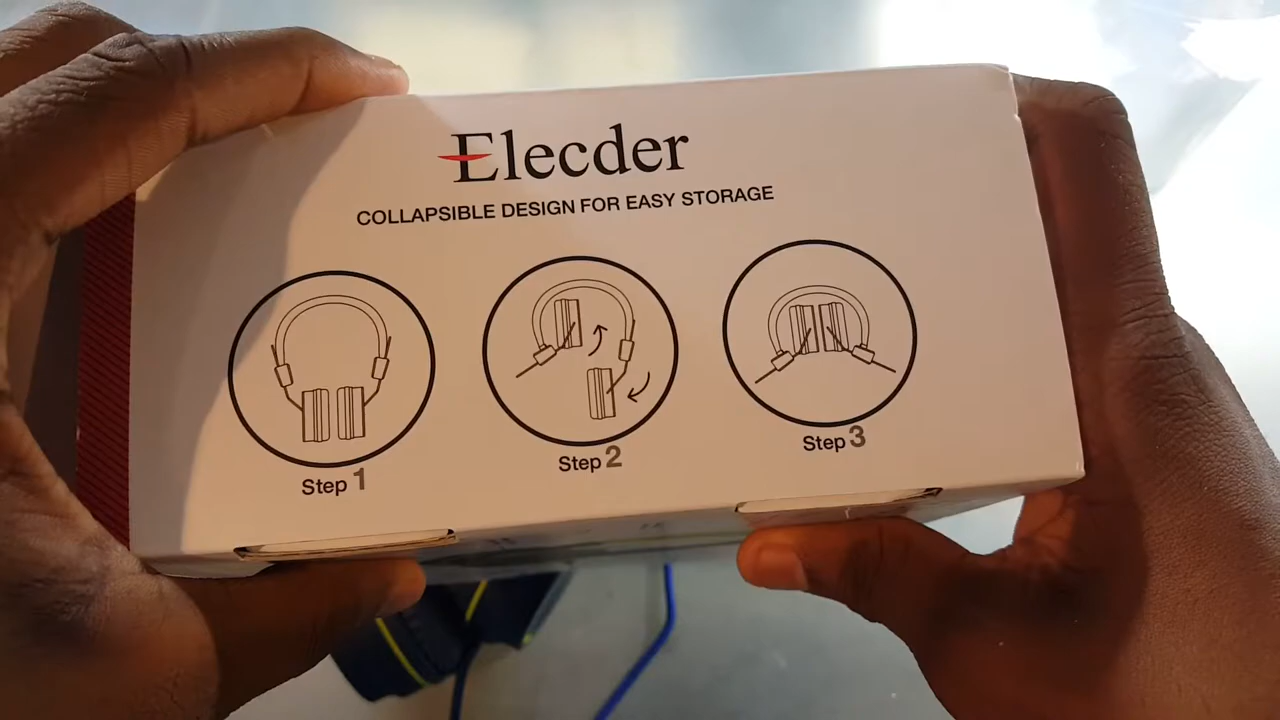 Elecder
COLLAPSIBLE DESIGN FOR EASY STORAGE
Step 1
Step 2
Step 3